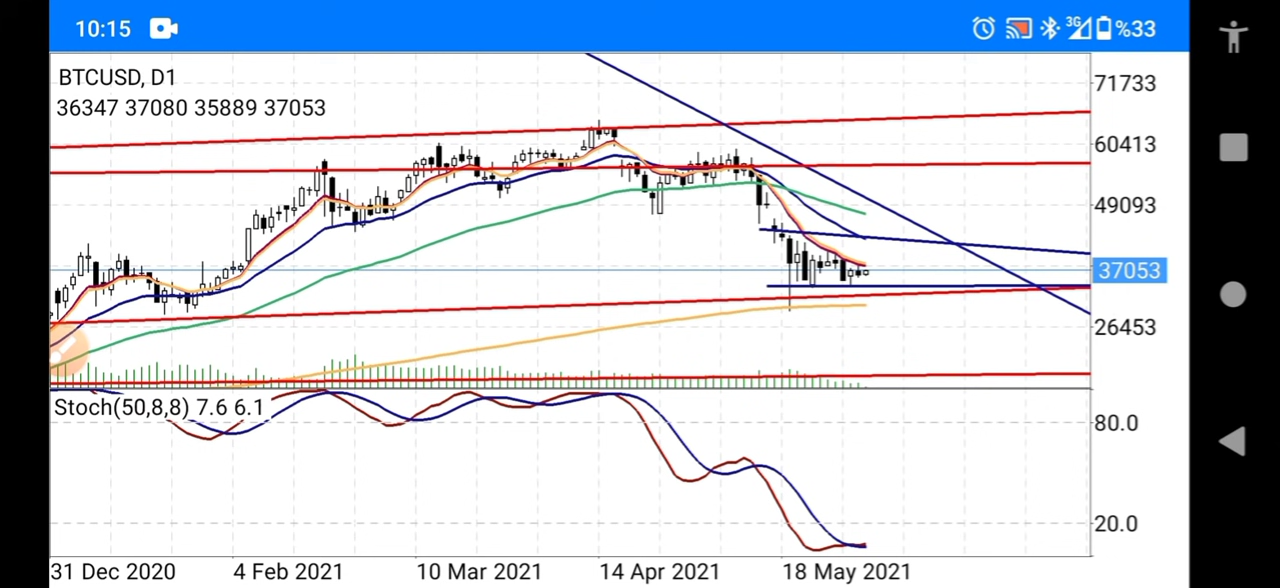 10:15 3G %33
BTCUSD, D1
36347 37080 35889 37053
71733
60413
49093
37053
26453
Stoch(50,8,8) 7.6 6.1
80.0
20.0
31 Dec 2020 4 Feb 2021 10 Mar 2021 14 Apr 2021 18 May 2021